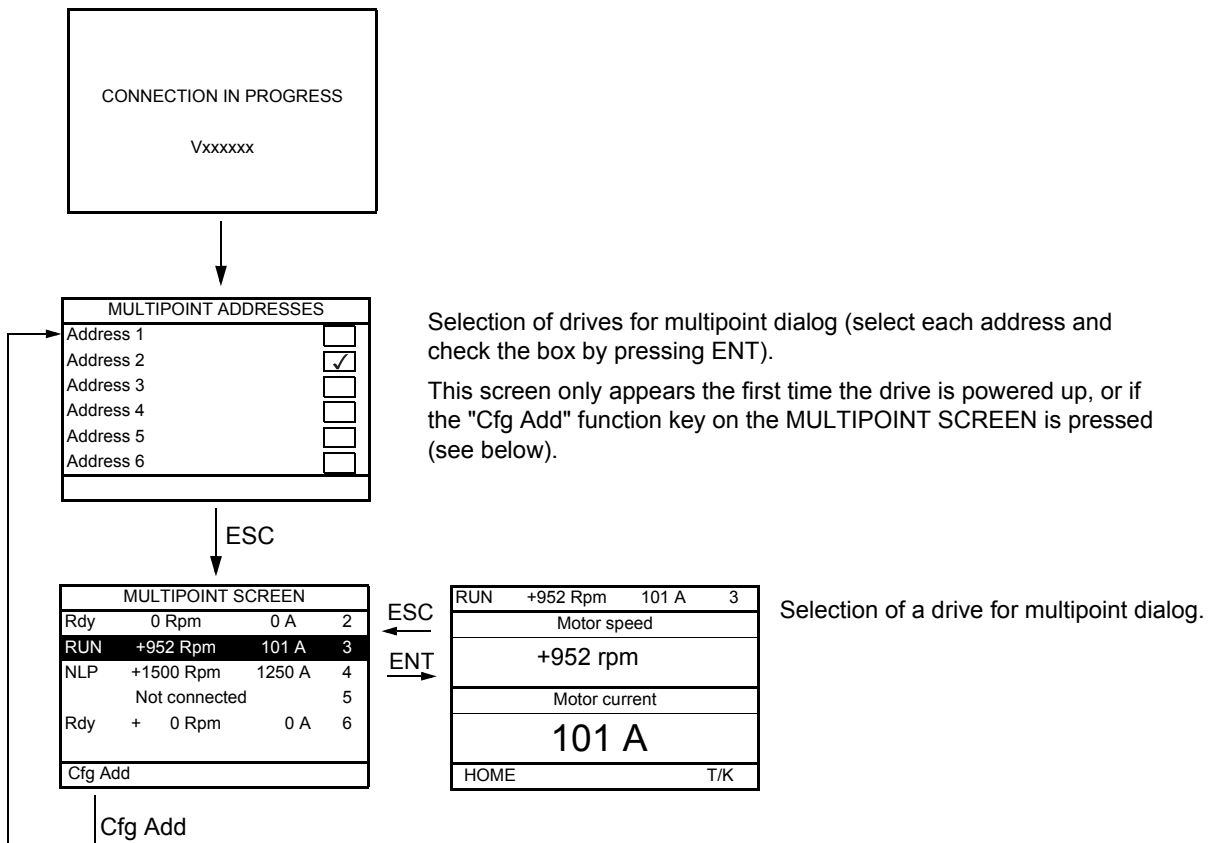 CONNECTION IN PROGRESS
Vxxxxxx
MULTIPOINT ADDRESSES
Address 1
Address 2 ✓
Address 3
Address 4
Address 5
Address 6
Selection of drives for multipoint dialog (select each address and
check the box by pressing ENT).
This screen only appears the first time the drive is powered up, or if
the "Cfg Add" function key on the MULTIPOINT SCREEN is pressed
(see below).
ESC
MULTIPOINT SCREEN
Rdy 0 Rpm 0 A 2
RUN +952 Rpm 101 A 3
NLP +1500 Rpm 1250 A 4
Not connected 5
Rdy + 0 Rpm 0 A 6
Cfg Add
ESC
ENT
RUN +952 Rpm 101 A 3
Motor speed
+952 rpm
Motor current
101 A
HOME T/K
Selection of a drive for multipoint dialog.
Cfg Add